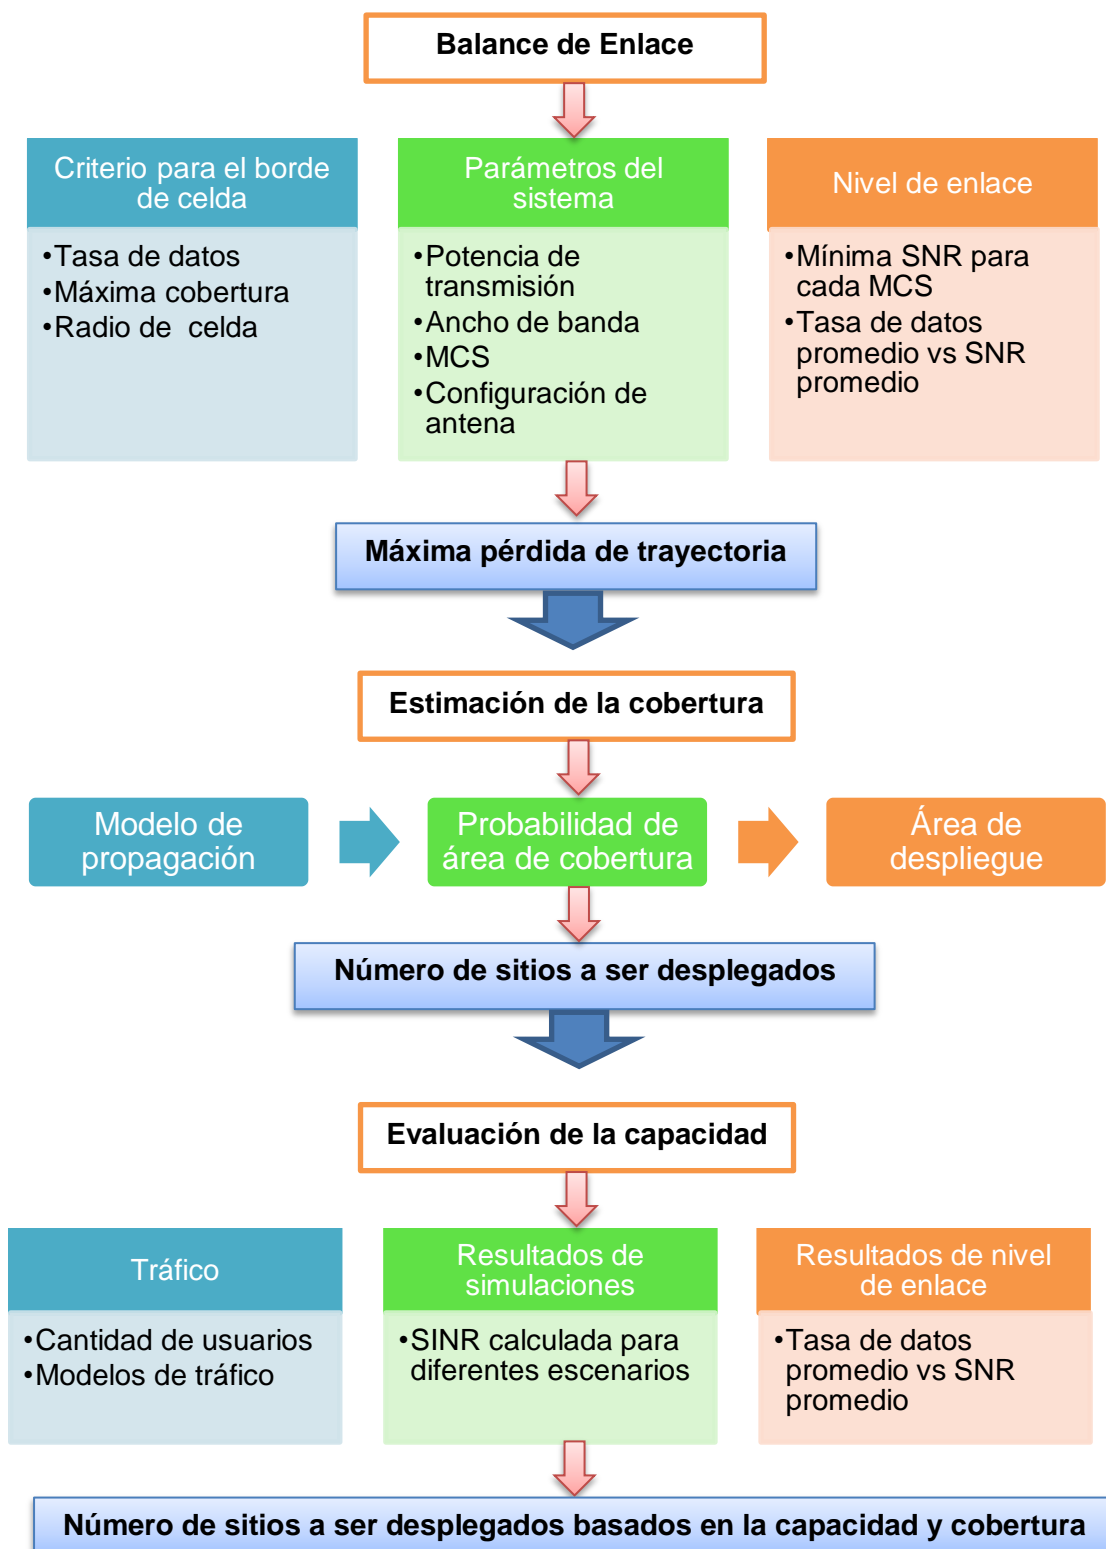 Balance de Enlace
Criterio para el borde
de celda
•Tasa de datos
•Máxima cobertura
•Radio de celda
Parámetros del
sistema
•Potencia de
transmisión
•Ancho de banda
•MCS
•Configuración de
antena
Nivel de enlace
•Mínima SNR para
cada MCS
•Tasa de datos
promedio vs SNR
promedio
Máxima pérdida de trayectoria
Estimación de la cobertura
Modelo de
propagación
Probabilidad de
área de cobertura
Área de
despliegue
Número de sitios a ser desplegados
Evaluación de la capacidad
Tráfico
•Cantidad de usuarios
•Modelos de tráfico
Resultados de
simulaciones
•SINR calculada para
diferentes escenarios
Resultados de nivel
de enlace
•Tasa de datos
promedio vs SNR
promedio
Número de sitios a ser desplegados basados en la capacidad y cobertura